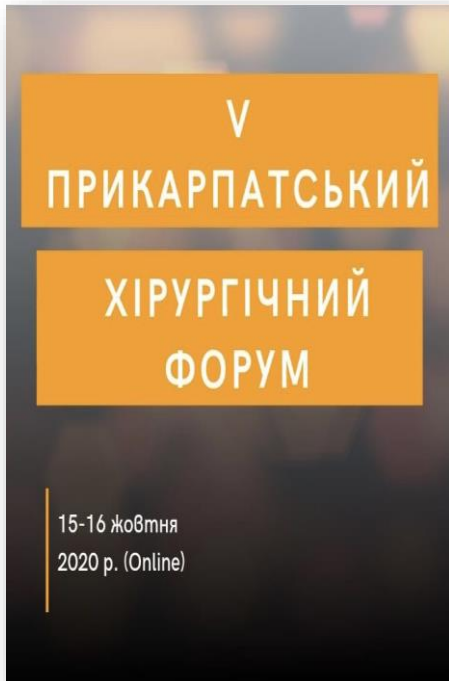 V
ПРИКАРПАТСЬКИЙ
ХІРУРГІЧНИЙ
ФОРУМ
15-16 жовтня
2020 р. (Online)